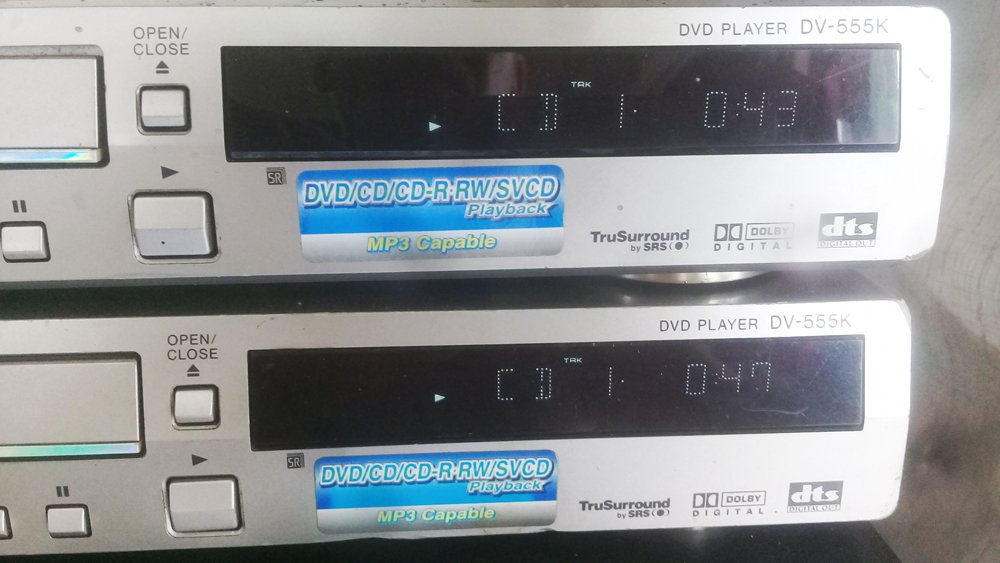 DVD PLAYER DV-555K
OPEN/
CLOSE
TRK
CD 1 0:43
SR
DVD/CD/CD-R·RW/SVCD
Playback
MP3 Capable
TruSurround
by SRS(●)
DOLBY
DIGITAL
dts
DIGITAL OUT
DVD PLAYER DV-555K
OPEN/
CLOSE
TRK
CD 1 0:47
SR
DVD/CD/CD-R·RW/SVCD
Playback
MP3 Capable
TruSurround
by SRS(●)
DOLBY
DIGITAL
dts
DIGITAL OUT